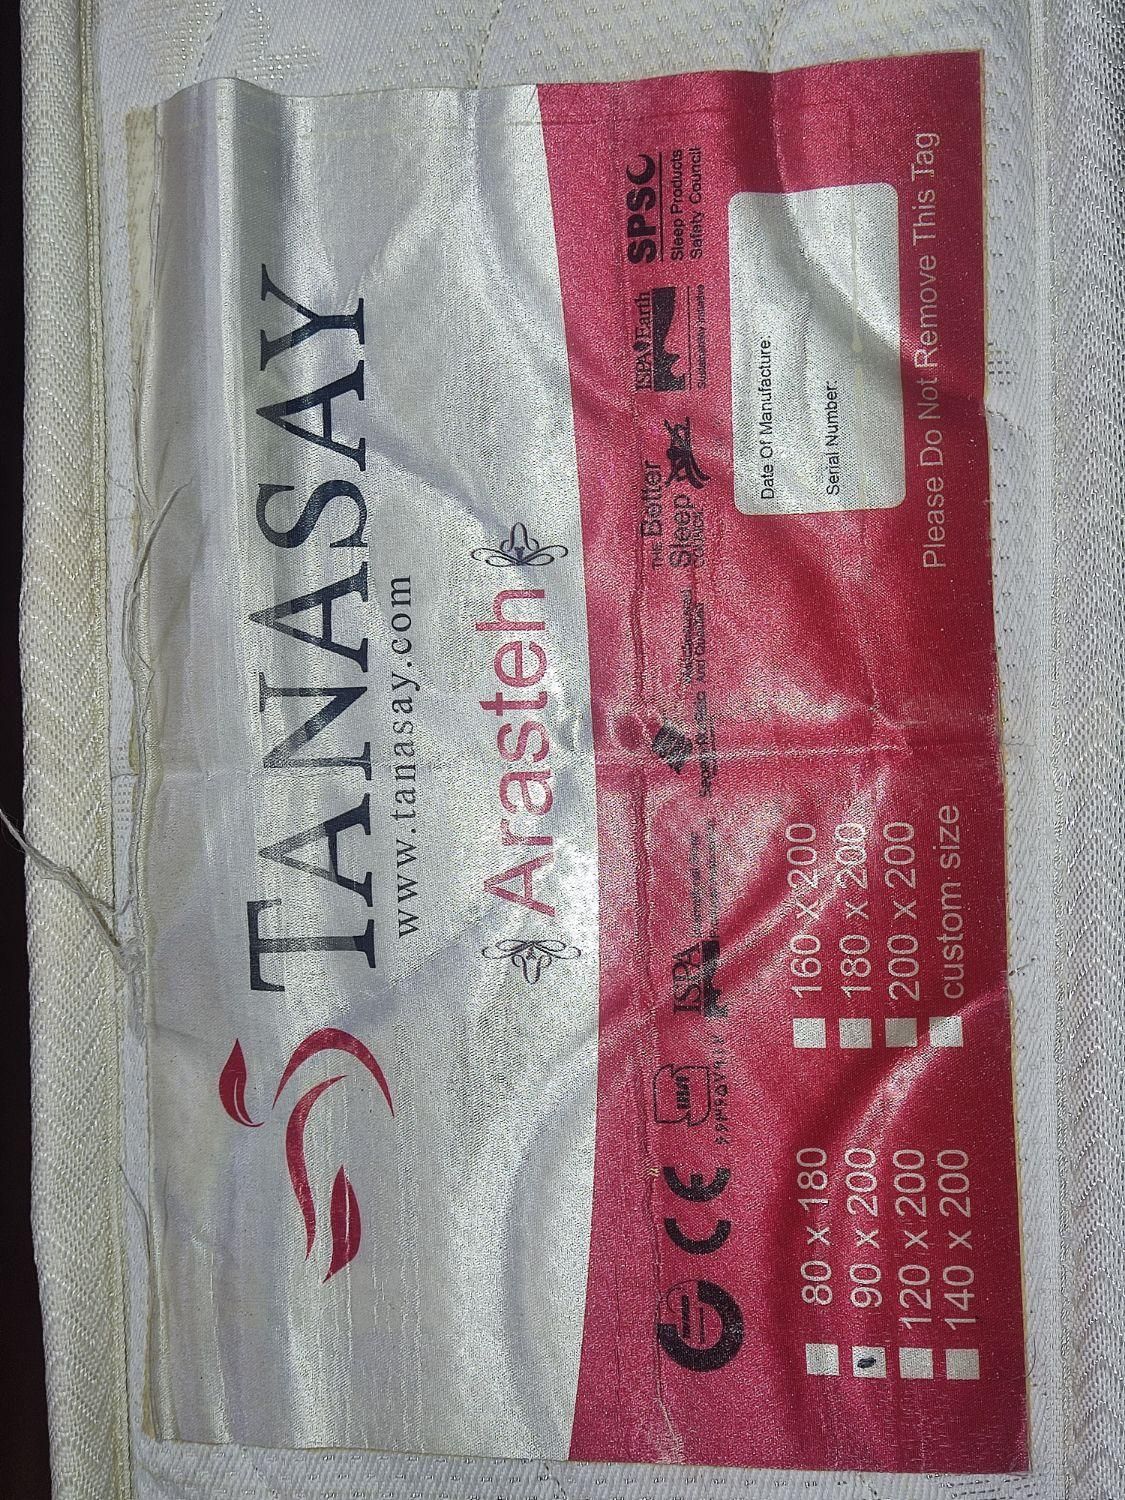 TANASAY
www.tanasay.com
Arasteh
CE
ISPA
THE Better
Sleep
COUNCIL
ISPA Earth
Sustainability Initiative
SPSC
Sleep Products
Safety Council
80 x 180
90 x 200
120 x 200
140 x 200
160 x 200
180 x 200
200 x 200
custom size
Date Of Manufacture:
Serial Number:
Please Do Not Remove This Tag